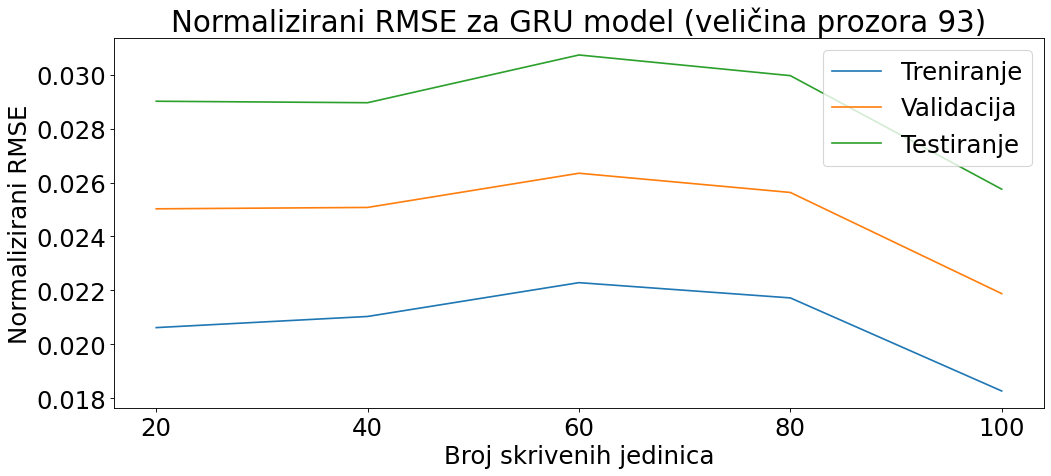 Normalizirani RMSE za GRU model (veličina prozora 93)
Normalizirani RMSE
0.030
0.028
0.026
0.024
0.022
0.020
0.018
Treniranje
Validacija
Testiranje
20 40 60 80 100
Broj skrivenih jedinica